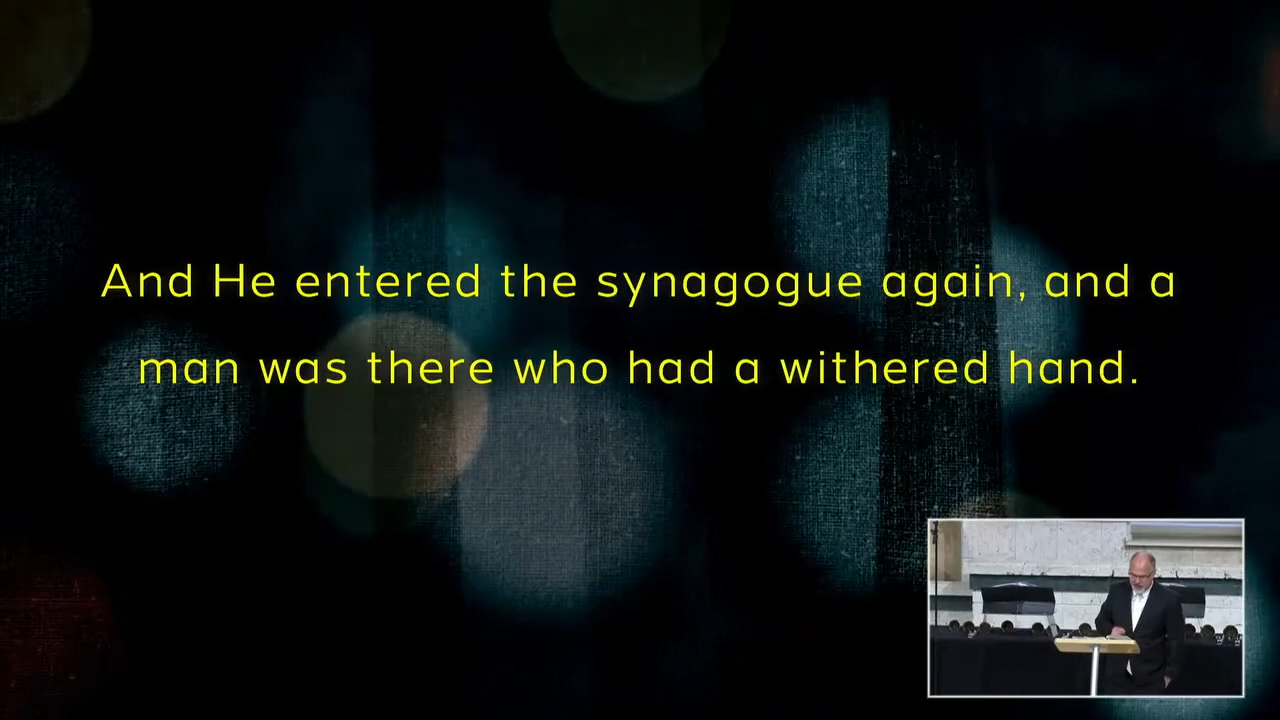 And He entered the synagogue again, and a
man was there who had a withered hand.